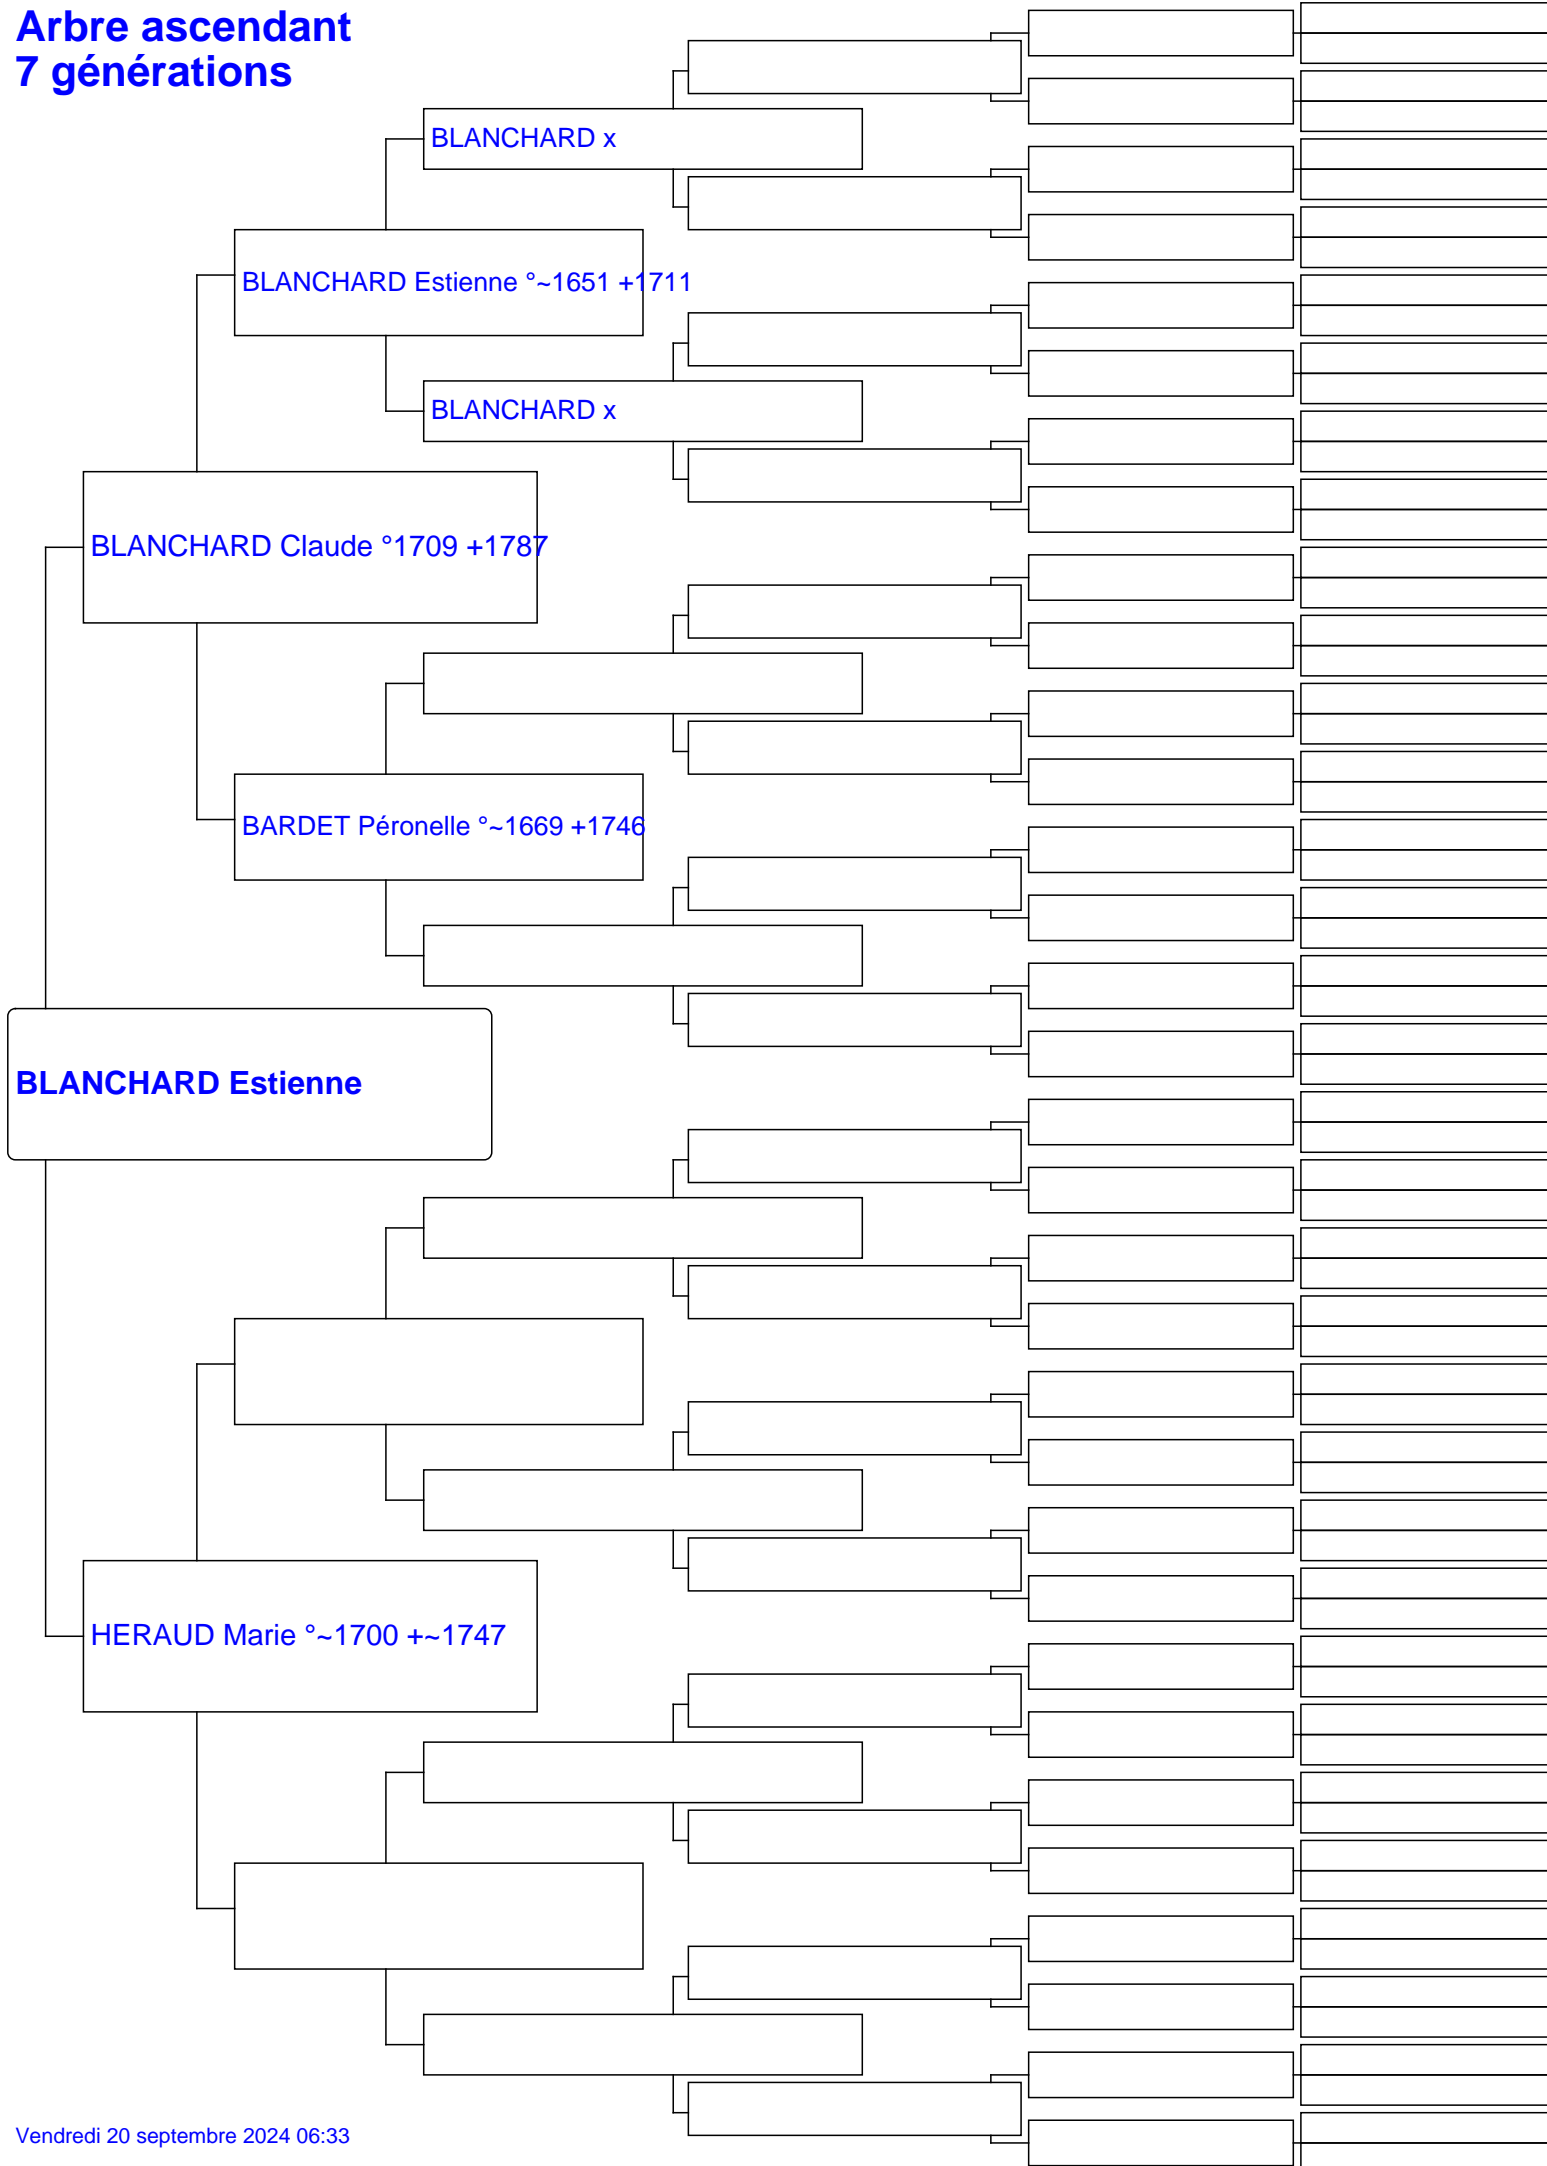 Arbre ascendant
7 générations
BLANCHARD x
BLANCHARD Estienne °~1651 +1711
BLANCHARD x
BLANCHARD Claude °1709 +1787
BARDET Péronelle °~1669 +1746
BLANCHARD Estienne
HERAUD Marie °~1700 +~1747
Vendredi 20 septembre 2024 06:33